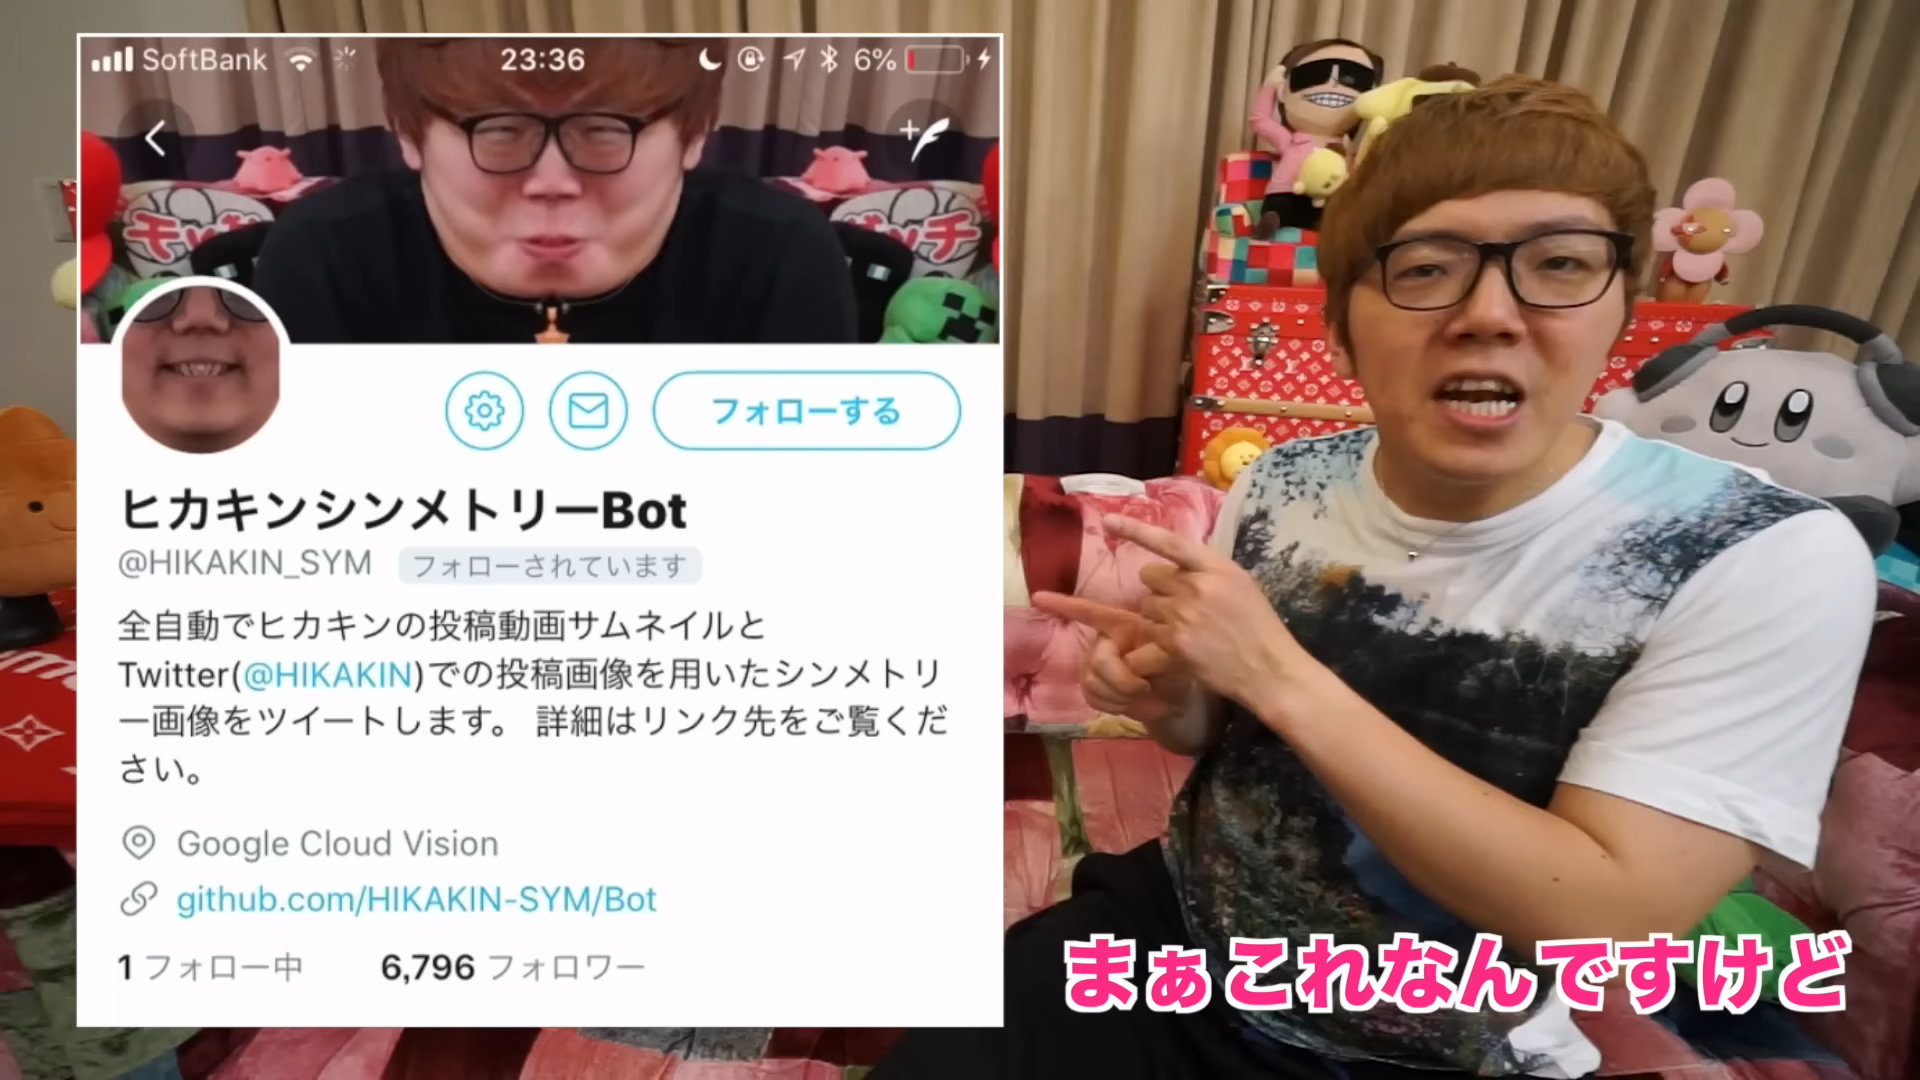 SoftBank 23:36 6%
モッチ
フォローする
ヒカキンシンメトリーBot
@HIKAKIN_SYM フォローされています
全自動でヒカキンの投稿動画サムネイルと
Twitter(@HIKAKIN)での投稿画像を用いたシンメトリ
ー画像をツイートします。 詳細はリンク先をご覧くだ
さい。
Google Cloud Vision
github.com/HIKAKIN-SYM/Bot
1 フォロー中 6,796 フォロワー
まぁこれなんですけど